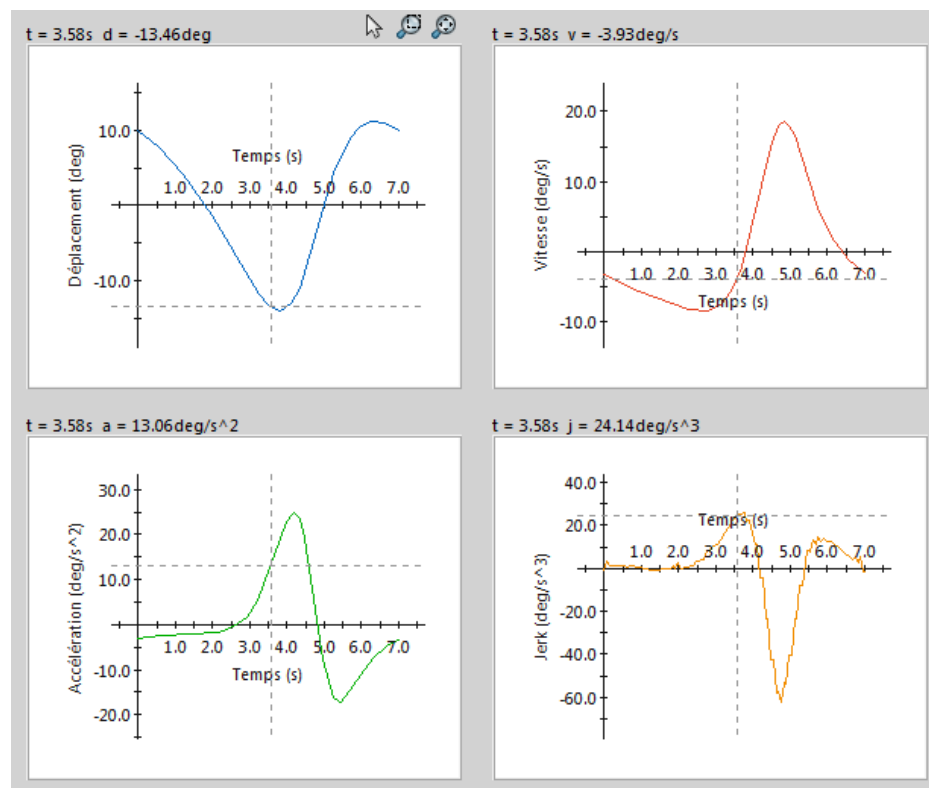 t = 3.58s d = -13.46deg
10.0
Temps (s)
1.0 2.0 3.0 4.0 5.0 6.0 7.0
-10.0
Déplacement (deg)
t = 3.58s v = -3.93deg/s
20.0
10.0
1.0 2.0 3.0 4.0 5.0 6.0 7.0
Temps (s)
-10.0
Vitesse (deg/s)
t = 3.58s a = 13.06deg/s^2
30.0
20.0
10.0
1.0 2.0 3.0 4.0 5.0 6.0 7.0
Temps (s)
-10.0
-20.0
Accélération (deg/s^2)
t = 3.58s j = 24.14deg/s^3
40.0
Temps (s)
20.0
1.0 2.0 3.0 4.0 5.0 6.0 7.0
-20.0
-40.0
-60.0
Jerk (deg/s^3)